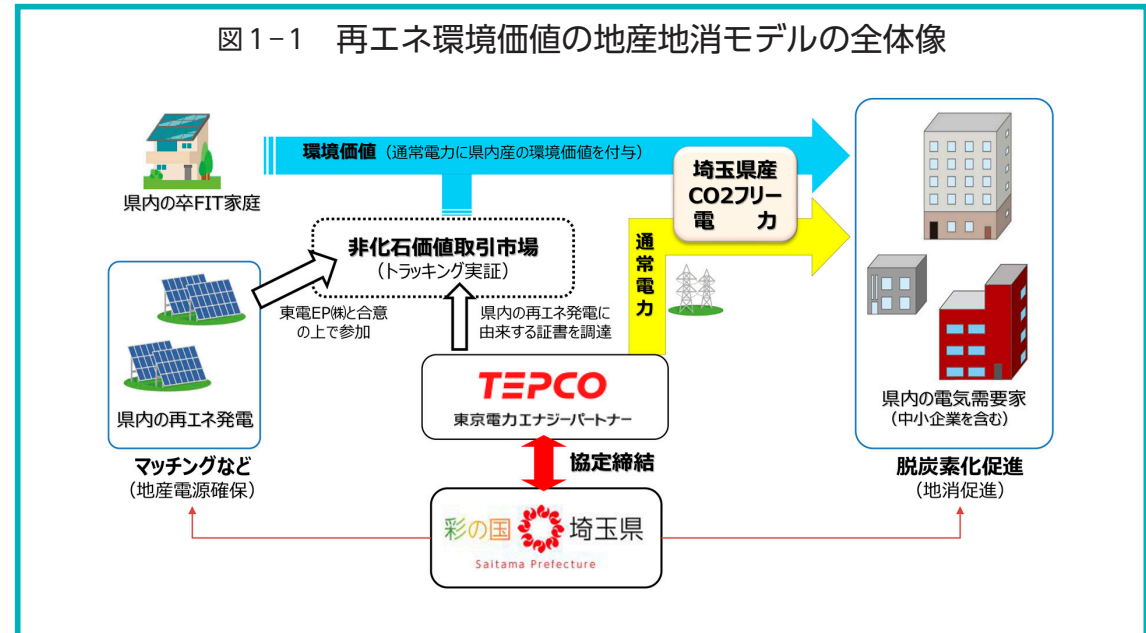 図1-1 再エネ環境価値の地産地消モデルの全体像
環境価値(通常電力に県内産の環境価値を付与)
県内の卒FIT家庭
埼玉県産
CO2フリー
電 力
非化石価値取引市場
(トラッキング実証)
通常電力
東電EP㈱と合意
の上で参加
県内の再エネ発電に
由来する証書を調達
県内の再エネ発電
TEPCO
東京電力エナジーパートナー
県内の電気需要家
(中小企業を含む)
マッチングなど
(地産電源確保)
協定締結
脱炭素化促進
(地消促進)
彩の国 埼玉県
Saitama Prefecture